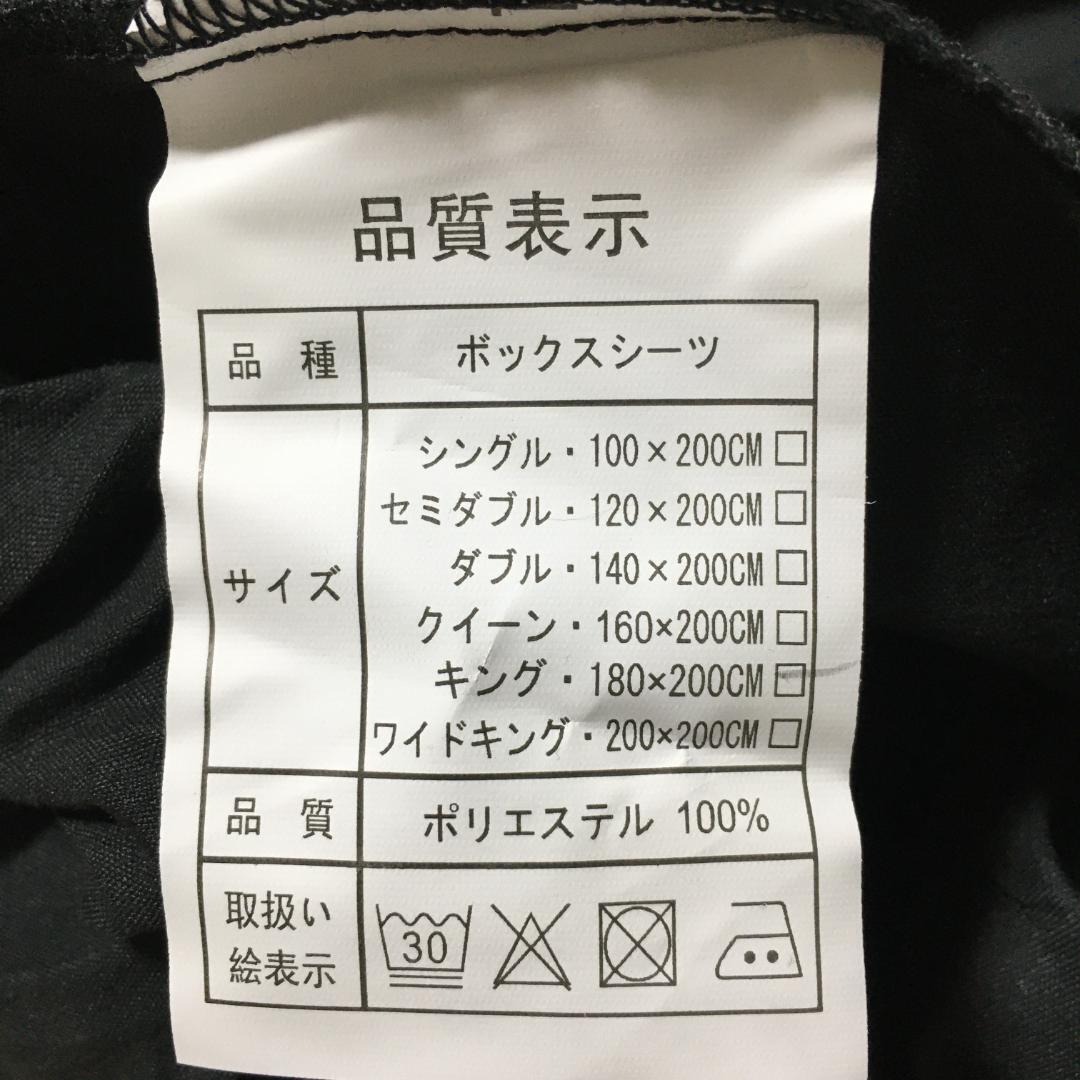 品質表示
品種 ボックスシーツ
サイズ
シングル・100×200CM □
セミダブル・120×200CM □
ダブル・140×200CM □
クイーン・160×200CM □
キング・180×200CM □
ワイドキング・200×200CM □
品質 ポリエステル 100%
取扱い
絵表示
30